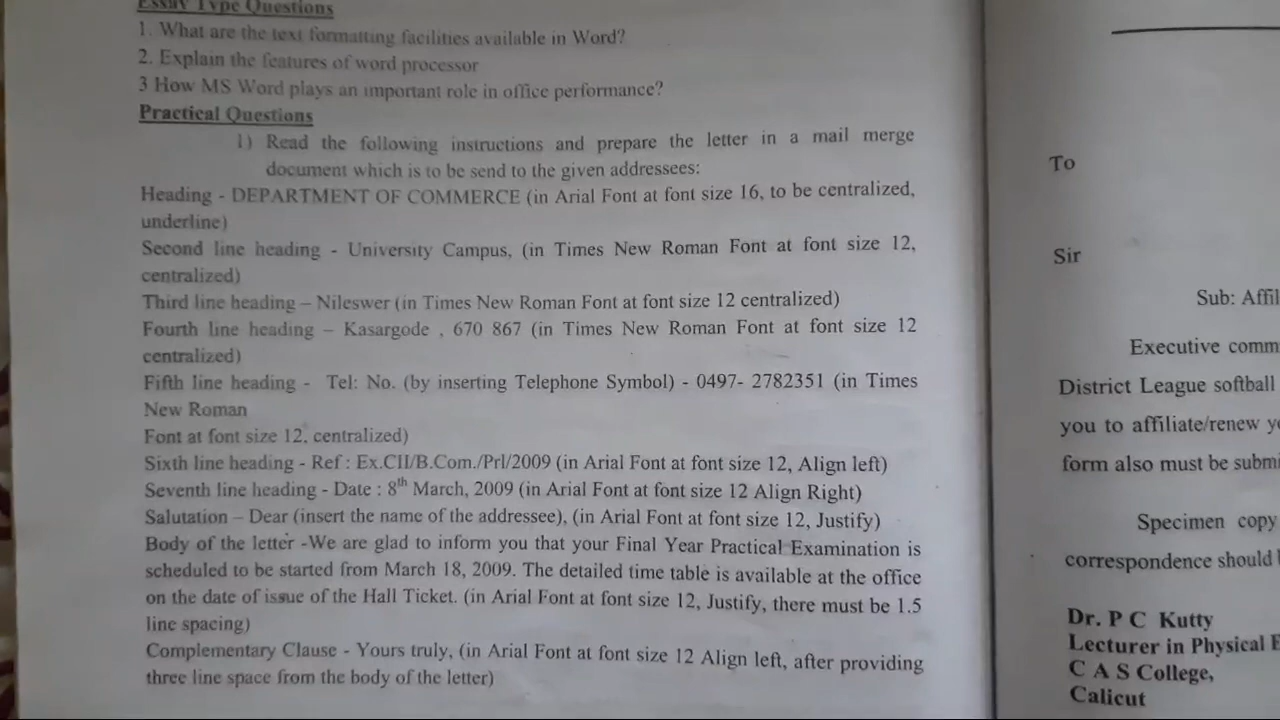 Essay Type Questions
1. What are the text formatting facilities available in Word?
2. Explain the features of word processor
3 How MS Word plays an important role in office performance?
Practical Questions
1) Read the following instructions and prepare the letter in a mail merge
document which is to be send to the given addressees:
Heading - DEPARTMENT OF COMMERCE (in Arial Font at font size 16, to be centralized,
underline)
Second line heading - University Campus, (in Times New Roman Font at font size 12,
centralized)
Third line heading – Nileswer (in Times New Roman Font at font size 12 centralized)
Fourth line heading – Kasargode , 670 867 (in Times New Roman Font at font size 12
centralized)
Fifth line heading - Tel: No. (by inserting Telephone Symbol) - 0497- 2782351 (in Times
New Roman
Font at font size 12, centralized)
Sixth line heading - Ref : Ex.CII/B.Com./Prl/2009 (in Arial Font at font size 12, Align left)
Seventh line heading - Date : 8th March, 2009 (in Arial Font at font size 12 Align Right)
Salutation – Dear (insert the name of the addressee), (in Arial Font at font size 12, Justify)
Body of the letter -We are glad to inform you that your Final Year Practical Examination is
scheduled to be started from March 18, 2009. The detailed time table is available at the office
on the date of issue of the Hall Ticket. (in Arial Font at font size 12, Justify, there must be 1.5
line spacing)
Complementary Clause - Yours truly, (in Arial Font at font size 12 Align left, after providing
three line space from the body of the letter)
To
Sir
Sub: Affil
Executive comm
District League softball
you to affiliate/renew y
form also must be submi
Specimen copy
correspondence should
Dr. P C Kutty
Lecturer in Physical E
C A S College,
Calicut